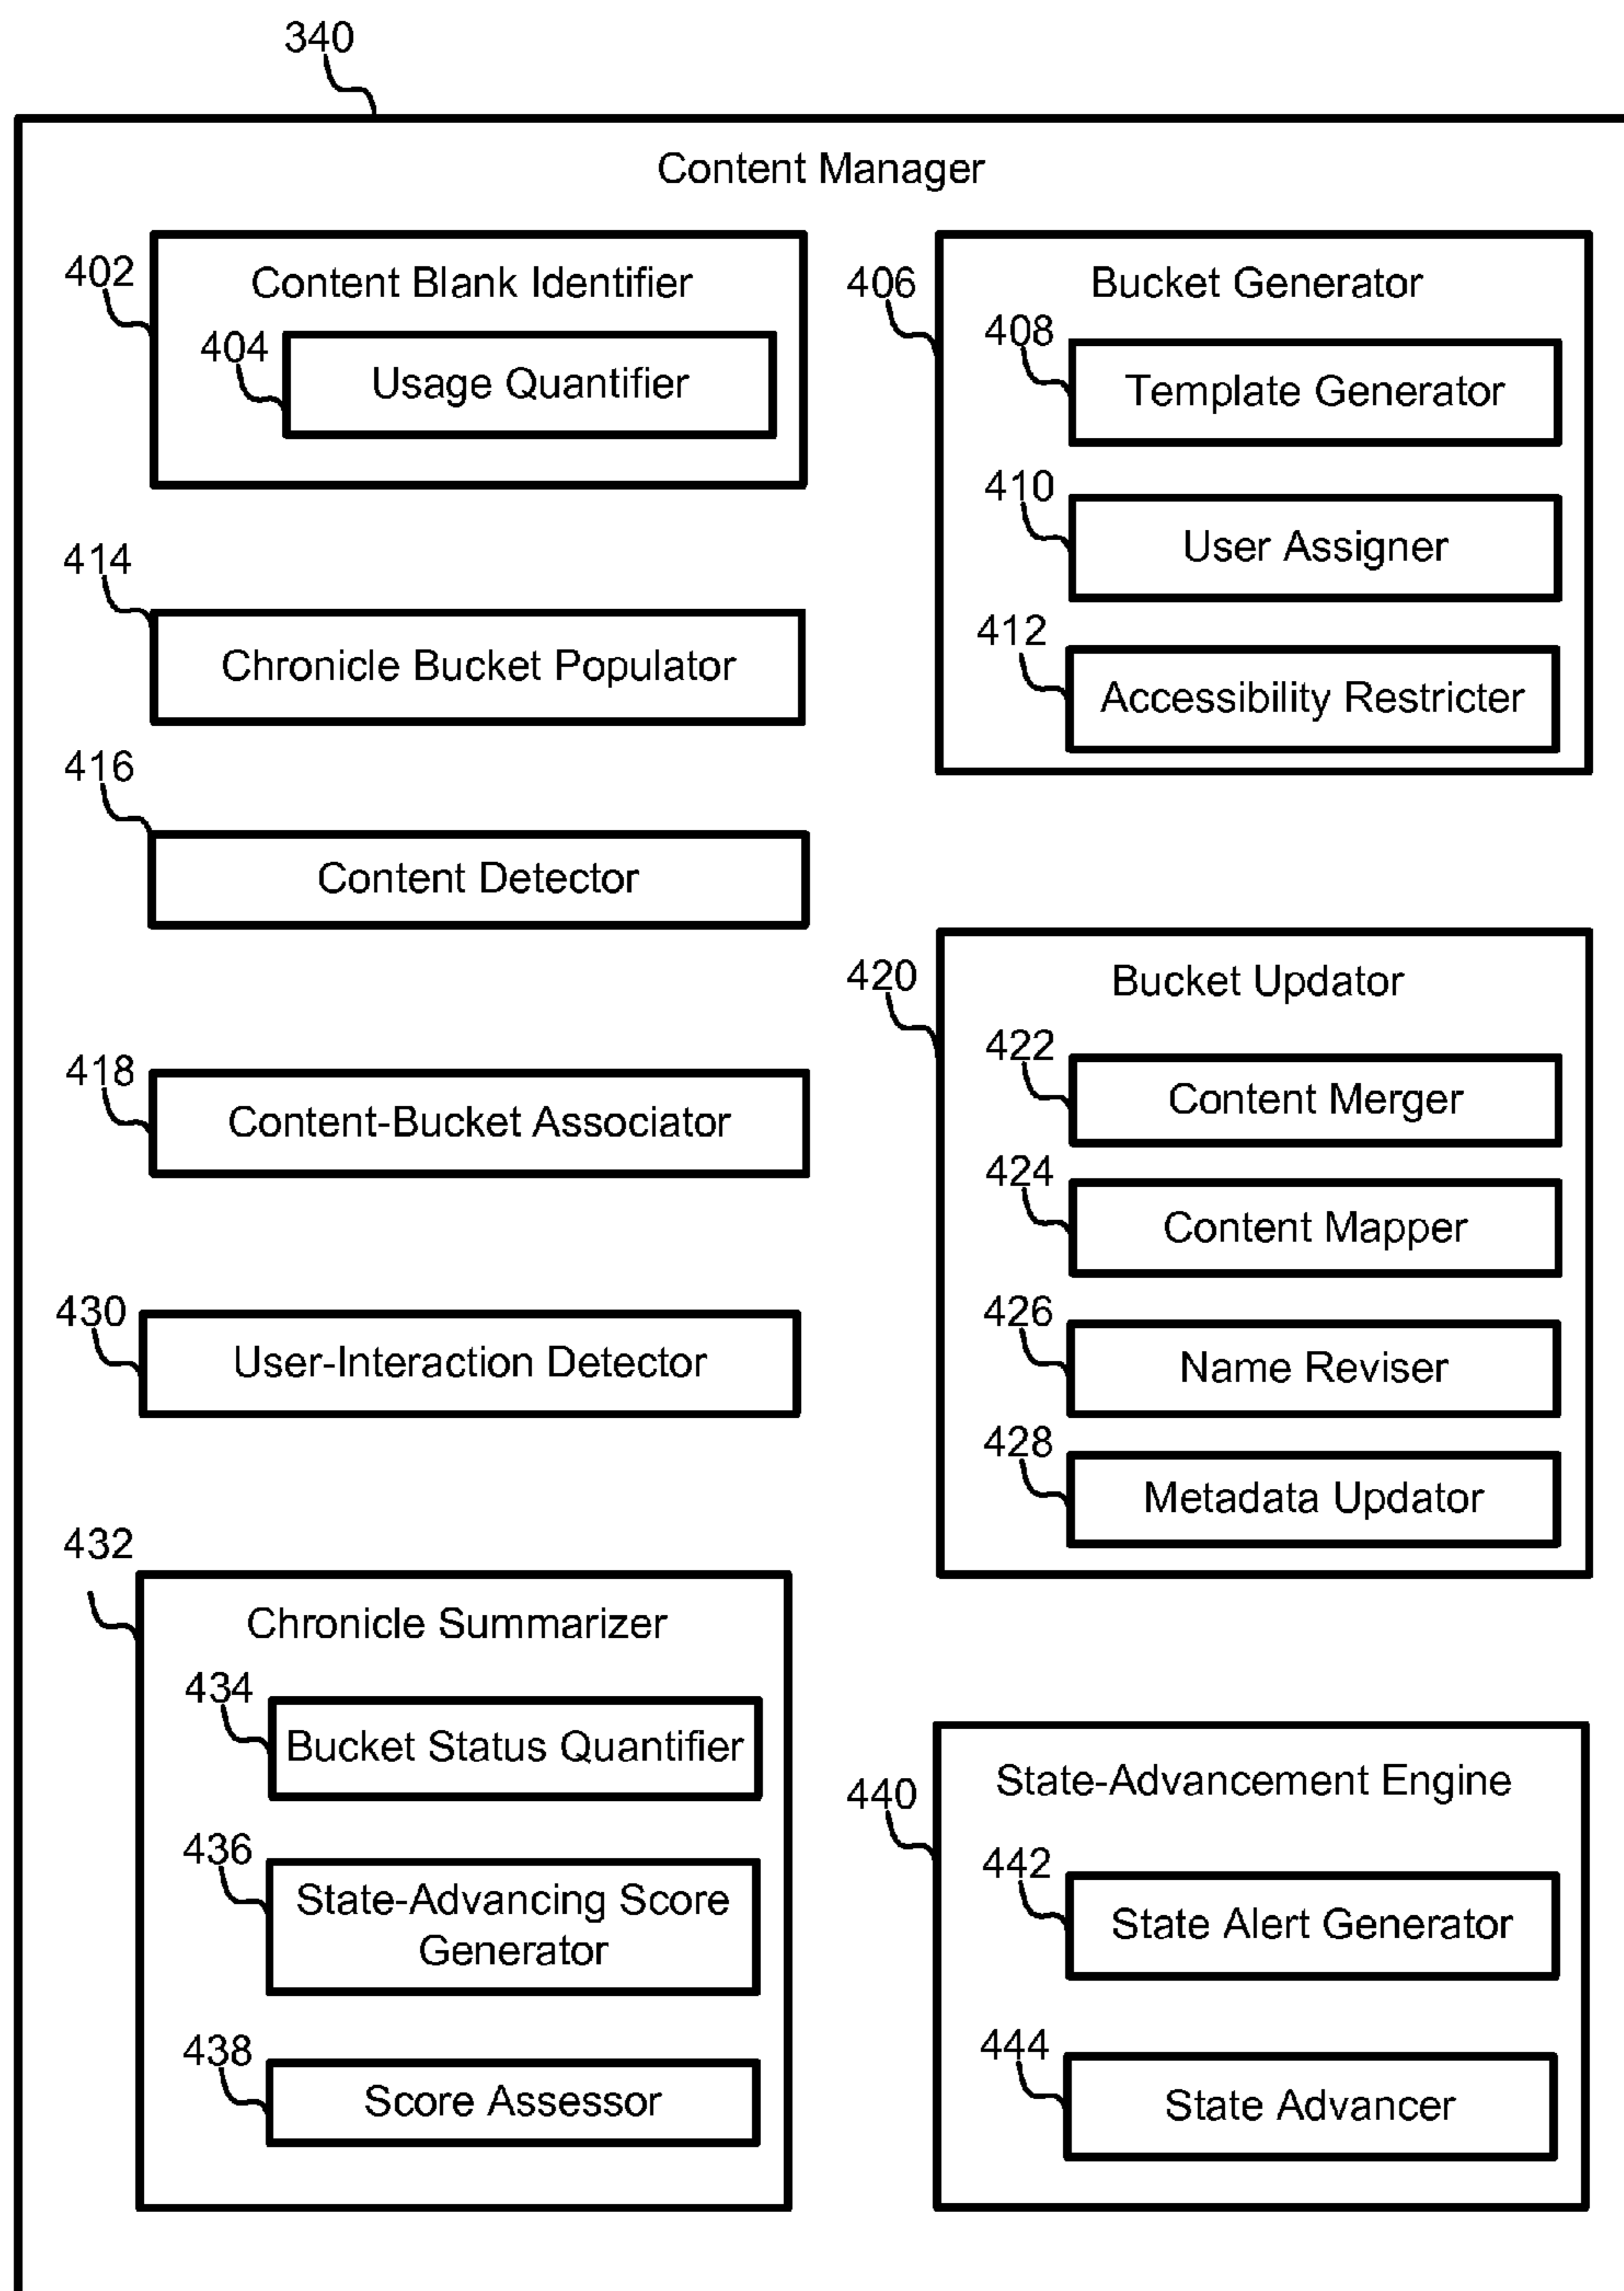 340
Content Manager
402
Content Blank Identifier
404
Usage Quantifier
406
Bucket Generator
408
Template Generator
410
User Assigner
412
Accessibility Restricter
414
Chronicle Bucket Populator
416
Content Detector
418
Content-Bucket Associator
420
Bucket Updator
422
Content Merger
424
Content Mapper
426
Name Reviser
428
Metadata Updator
430
User-Interaction Detector
432
Chronicle Summarizer
434
Bucket Status Quantifier
436
State-Advancing Score
Generator
438
Score Assessor
440
State-Advancement Engine
442
State Alert Generator
444
State Advancer